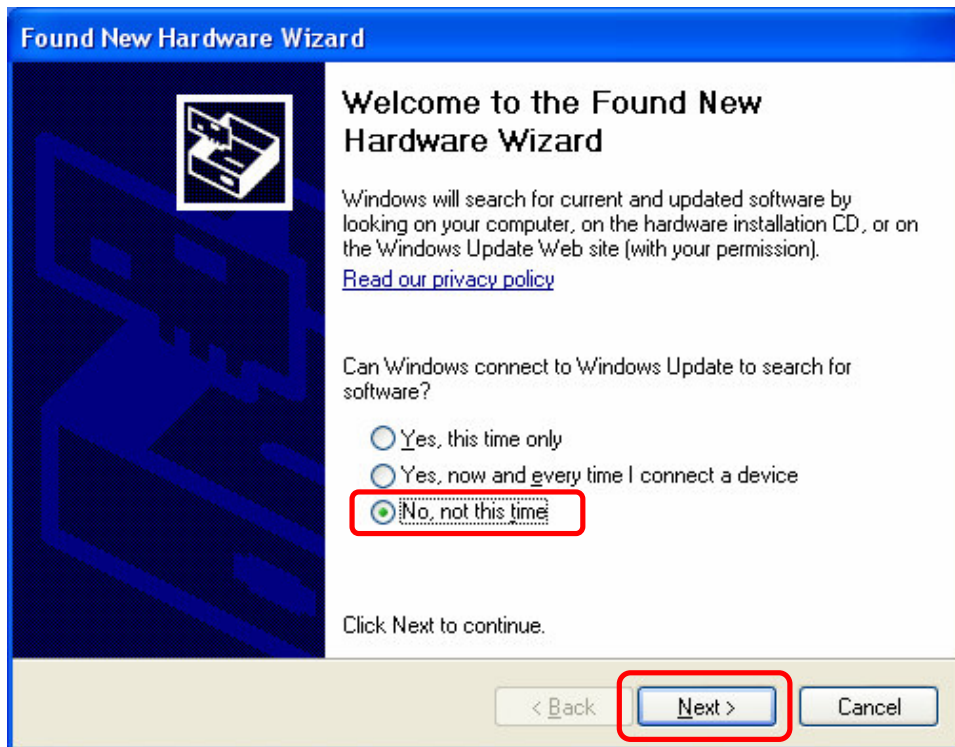 Found New Hardware Wizard
Welcome to the Found New
Hardware Wizard
Windows will search for current and updated software by
looking on your computer, on the hardware installation CD, or on
the Windows Update Web site (with your permission).
Read our privacy policy
Can Windows connect to Windows Update to search for
software?
Yes, this time only
Yes, now and every time I connect a device
No, not this time
Click Next to continue.
< Back Next > Cancel